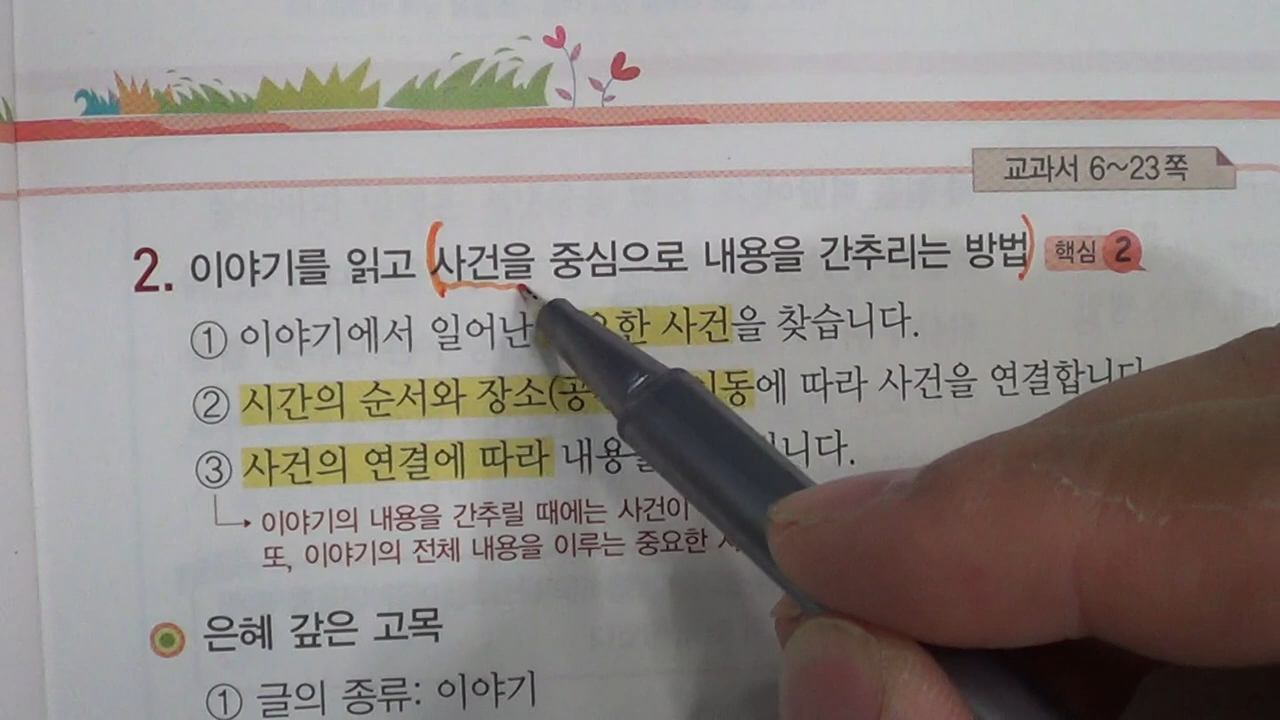 교과서 6~23쪽
2. 이야기를 읽고 사건을 중심으로 내용을 간추리는 방법 핵심 2
① 이야기에서 일어난 사건을 찾습니다.
② 시간의 순서와 장소( 에 따라 사건을 연결합니다
③ 사건의 연결에 따라 내용을
이야기의 내용을 간추릴 때에는 사건이
또, 이야기의 전체 내용을 이루는 중요한
은혜 갚은 고목
① 글의 종류: 이야기